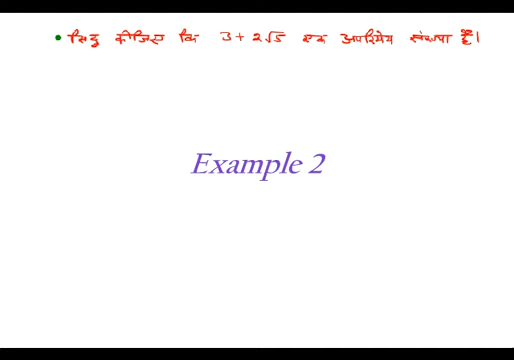 • सिद्ध कीजिए कि 3 + 2√5 एक अपरिमेय संख्या है।
Example 2